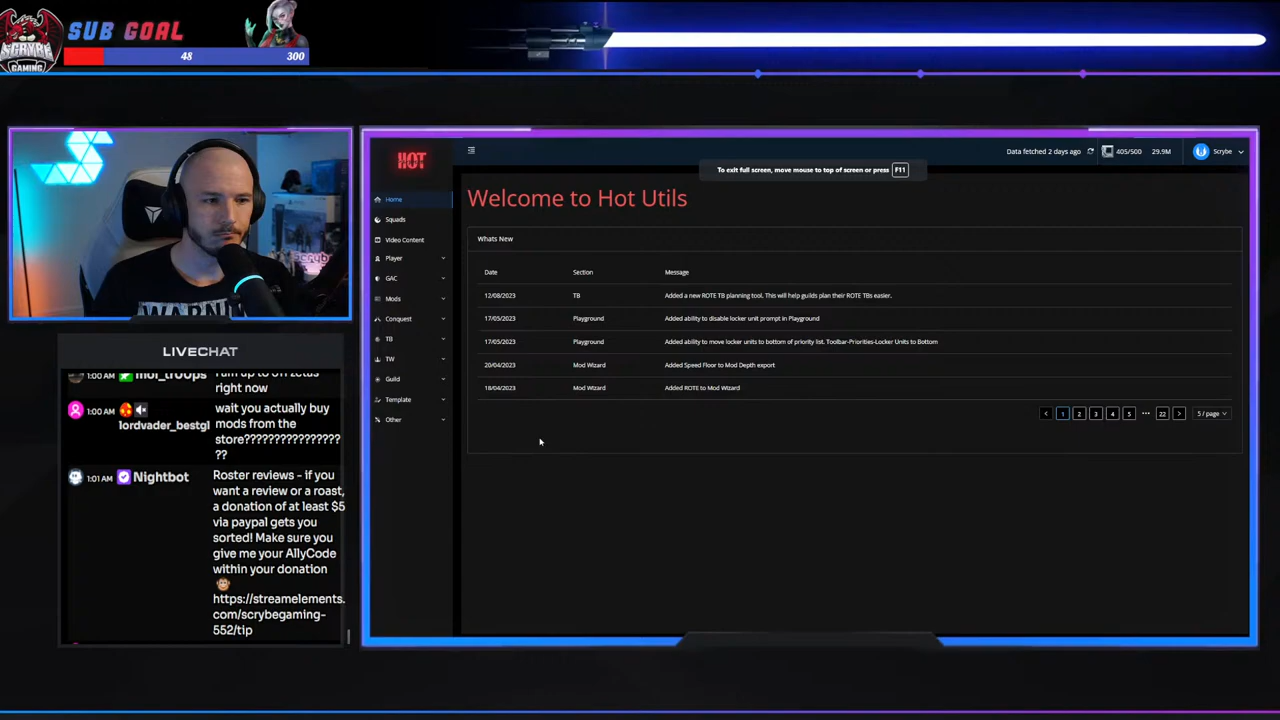 SCRYBE
GAMING
SUB GOAL
48
300
LIVECHAT
right now
1:00 AM
lordvader_bestgl
wait you actually buy
mods from the
store????????????????
??
1:01 AM Nightbot
Roster reviews - if you
want a review or a roast,
a donation of at least $5
via paypal gets you
sorted! Make sure you
give me your AllyCode
within your donation
https://streamelements.
com/scrybegaming-
552/tip
HOT
Home
Squads
Video Content
Player
GAC
Mods
Conquest
TB
TW
Guild
Template
Other
Data fetched 2 days ago
405/500
29.9M
Scrybe
To exit full screen, move mouse to top of screen or press F11
Welcome to Hot Utils
Whats New
Date Section Message
12/08/2023 TB Added a new ROTE TB planning tool. This will help guilds plan their ROTE TBs easier.
17/05/2023 Playground Added ability to disable locker unit prompt in Playground
17/05/2023 Playground Added ability to move locker units to bottom of priority list. Toolbar-Priorities-Locker Units to Bottom
20/04/2023 Mod Wizard Added Speed Floor to Mod Depth export
18/04/2023 Mod Wizard Added ROTE to Mod Wizard
< 1 2 3 4 5 ••• 22 > 5 / page